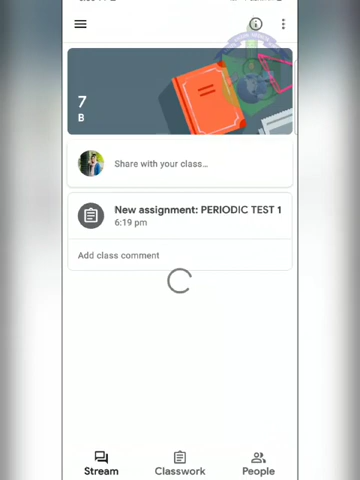 7
B
Share with your class...
New assignment: PERIODIC TEST 1
6:19 pm
Add class comment
Stream
Classwork
People